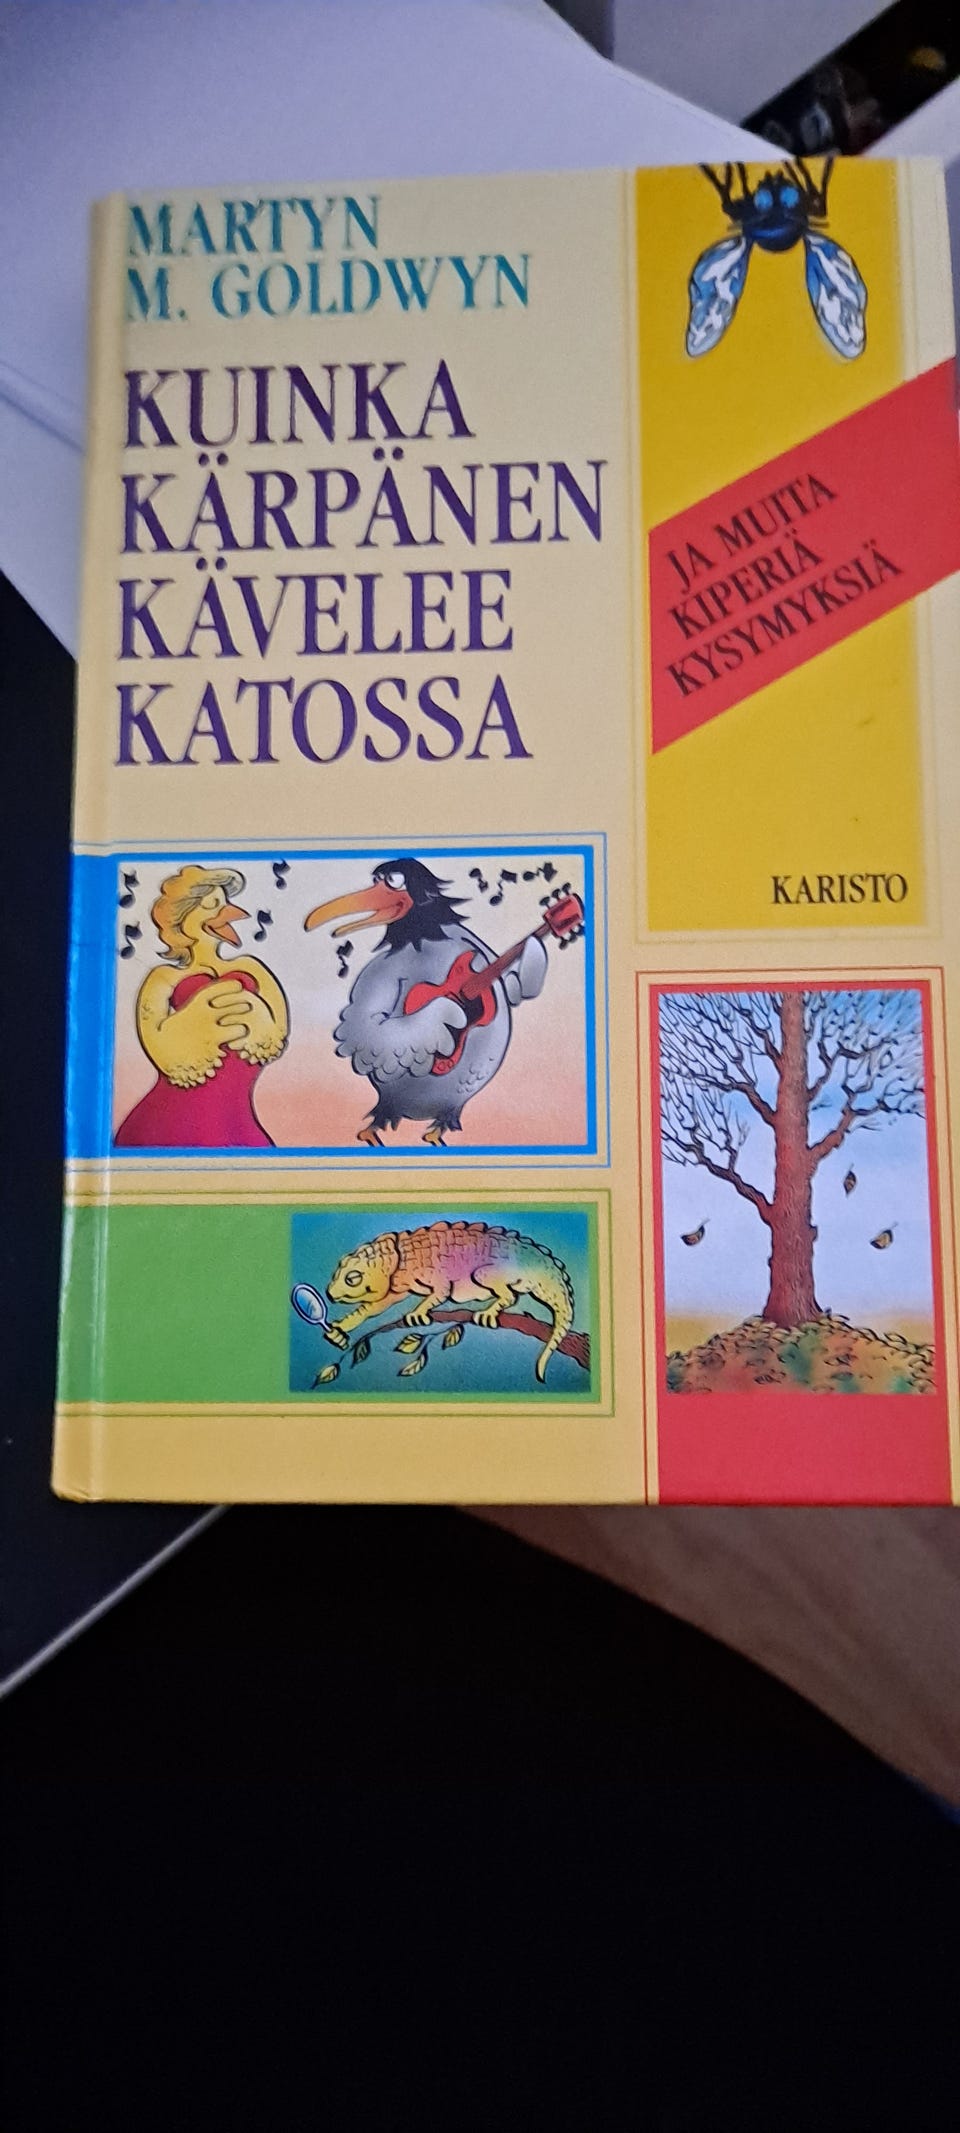 MARTYN
M. GOLDWYN
KUINKA
KÄRPÄNEN
KÄVELEE
KATOSSA
JA MUITA
KIPERIÄ
KYSYMYKSIÄ
KARISTO